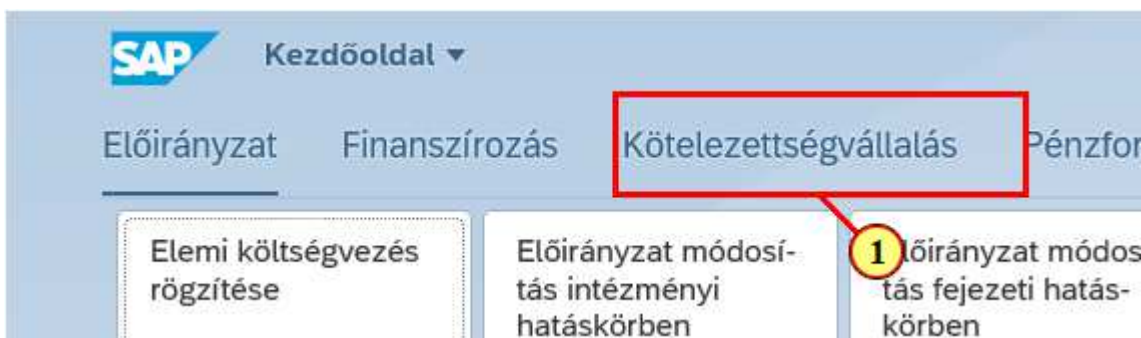 SAP Kezdőoldal
Előirányzat Finanszírozás Kötelezettségvállalás
1
Elemi költségvezés
rögzítése
Előirányzat módosí-
tás intézményi
hatáskörben
tás fejezeti hatás-
körben